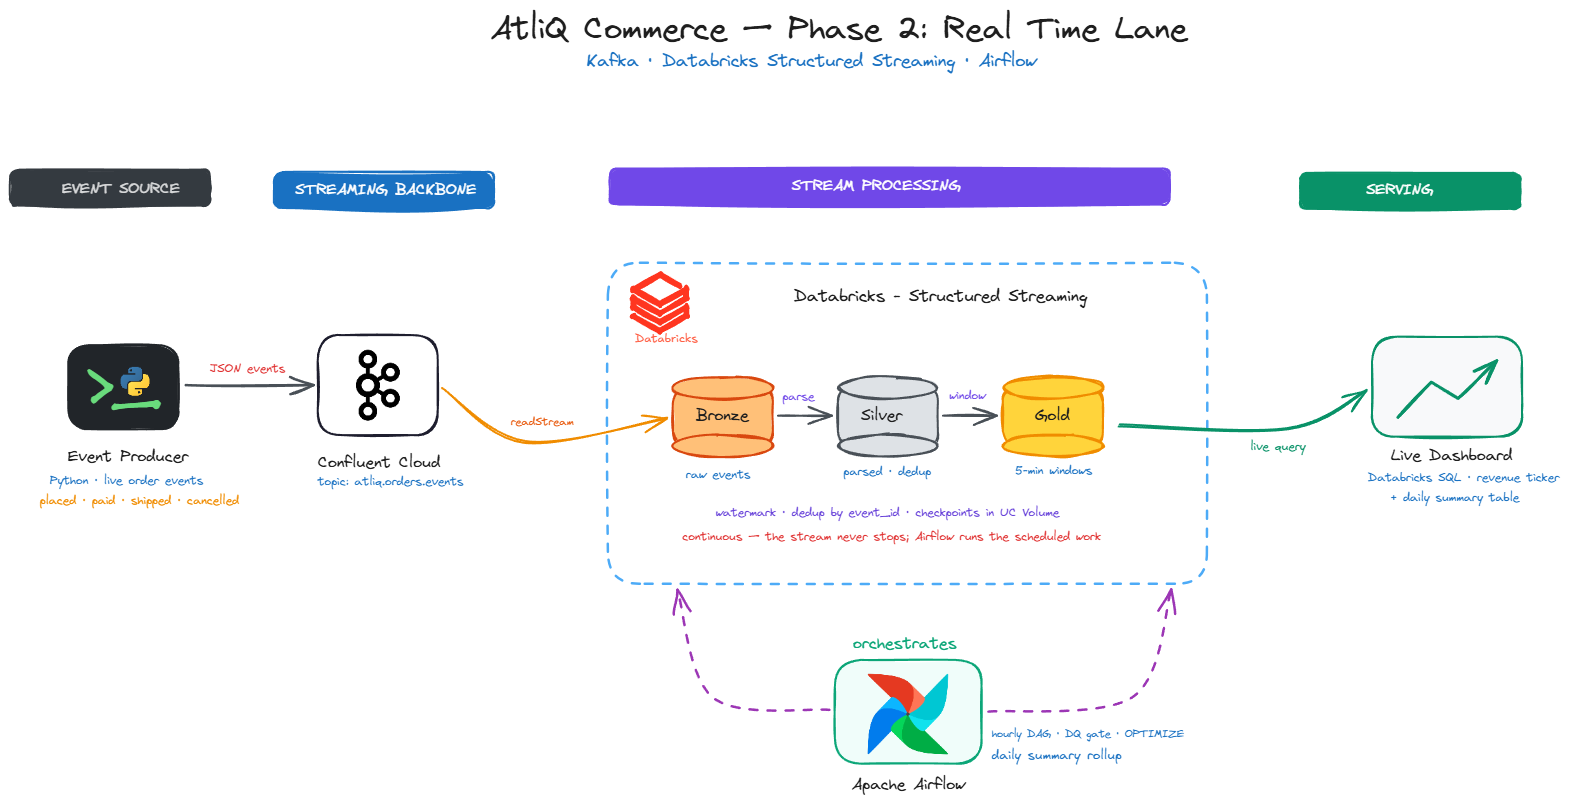 AtliQ Commerce — Phase 2: Real Time Lane
Kafka · Databricks Structured Streaming · Airflow
EVENT SOURCE
STREAMING BACKBONE
STREAM PROCESSING
SERVING
Databricks - Structured Streaming
Databricks
JSON events
readStream
Bronze
parse
Silver
window
Gold
raw events
parsed · dedup
5-min windows
watermark · dedup by event_id · checkpoints in UC Volume
continuous — the stream never stops; Airflow runs the scheduled work
Event Producer
Python · live order events
placed · paid · shipped · cancelled
Confluent Cloud
topic: atliq.orders.events
live query
Live Dashboard
Databricks SQL · revenue ticker
+ daily summary table
orchestrates
hourly DAG · DQ gate · OPTIMIZE
daily summary rollup
Apache Airflow